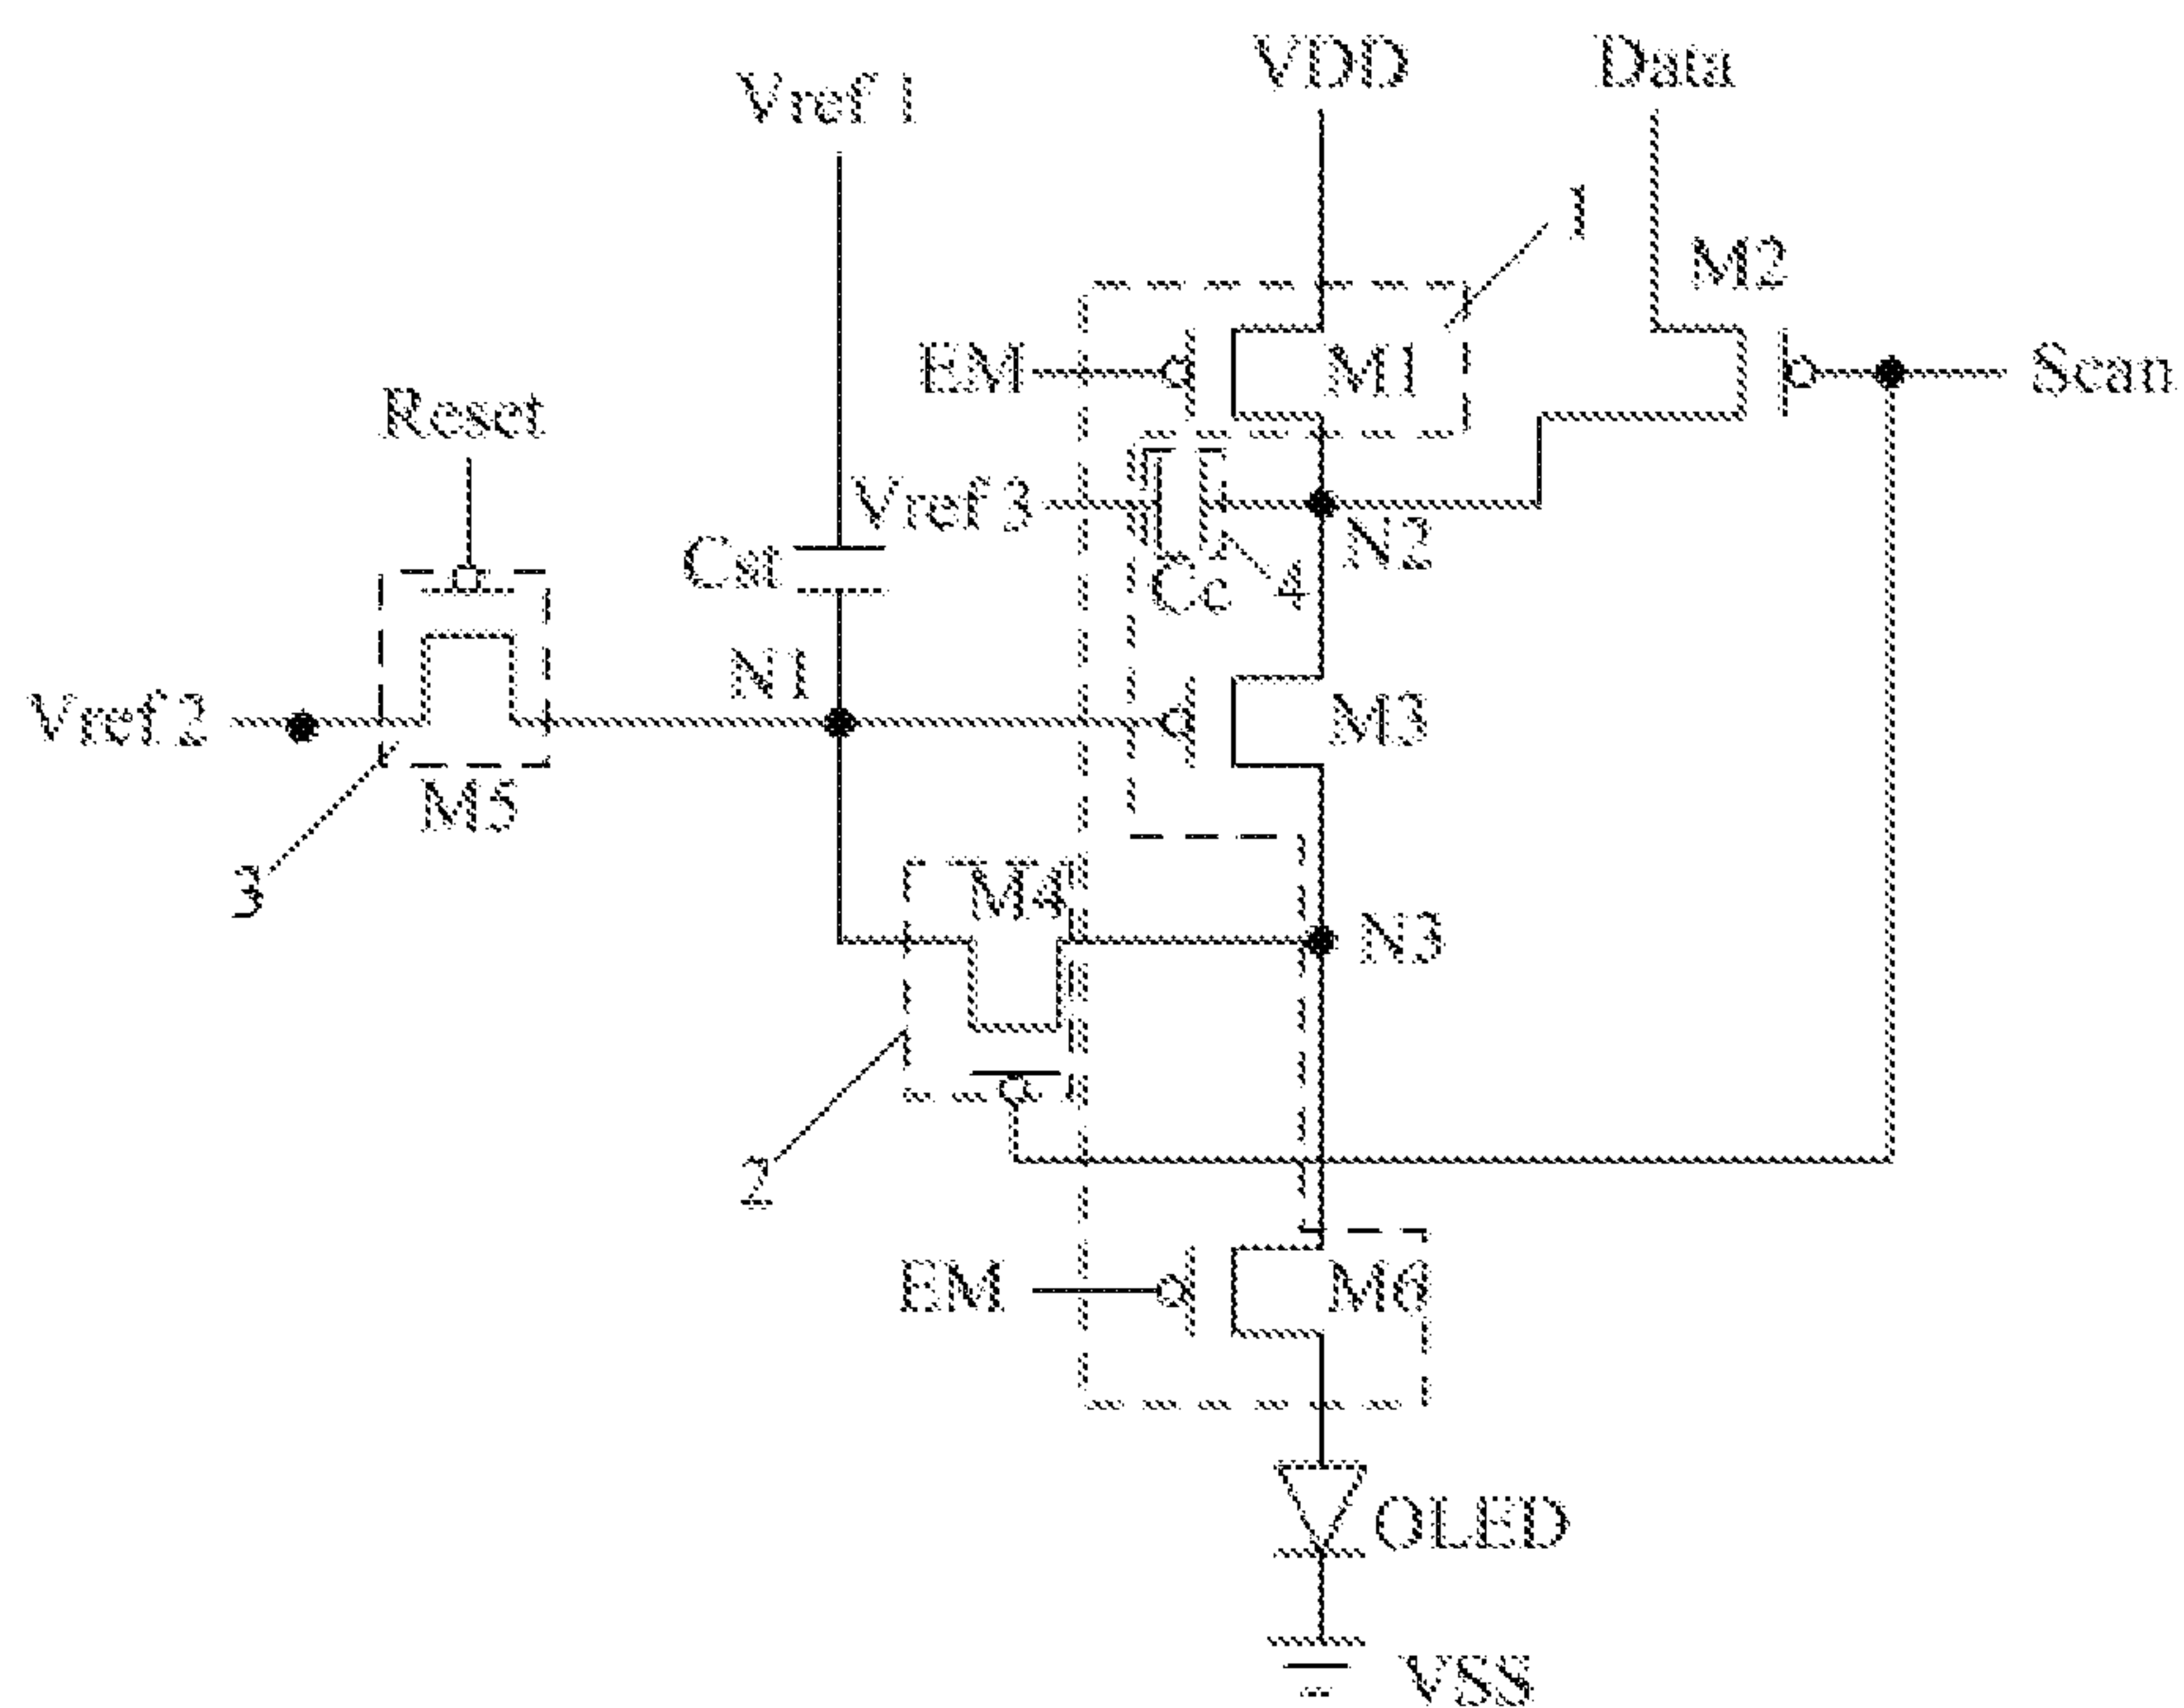 VDD
Data
Vref 1
1
M2
EM
M1
Scan
Reset
Vref 3
N2
Cst
Cc
4
N1
Vref 2
M3
M5
3
M4
N3
2
EM
M6
OLED
VSS